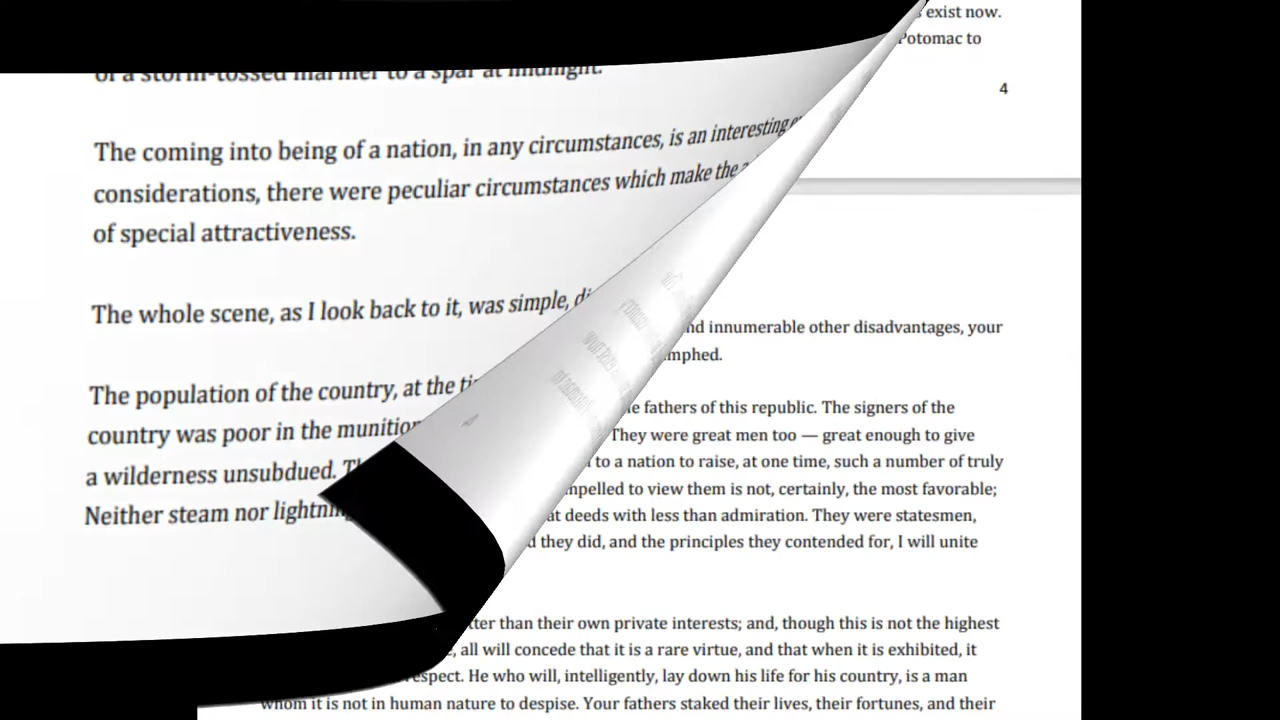 of a storm-tossed mariner to a spar at midnight.
The coming into being of a nation, in any circumstances, is an interesting
considerations, there were peculiar circumstances which make the
of special attractiveness.
The whole scene, as I look back to it, was simple,
The population of the country, at the
country was poor in the
a wilderness unsubdued.
Neither steam nor
exist now.
Potomac to
4
innumerable other disadvantages, your
fathers of this republic. The signers of the
They were great men too — great enough to give
to a nation to raise, at one time, such a number of truly
to view them is not, certainly, the most favorable;
deeds with less than admiration. They were statesmen,
they did, and the principles they contended for, I will unite
than their own private interests; and, though this is not the highest
all will concede that it is a rare virtue, and that when it is exhibited, it
He who will, intelligently, lay down his life for his country, is a man
whom it is not in human nature to despise. Your fathers staked their lives, their fortunes, and their